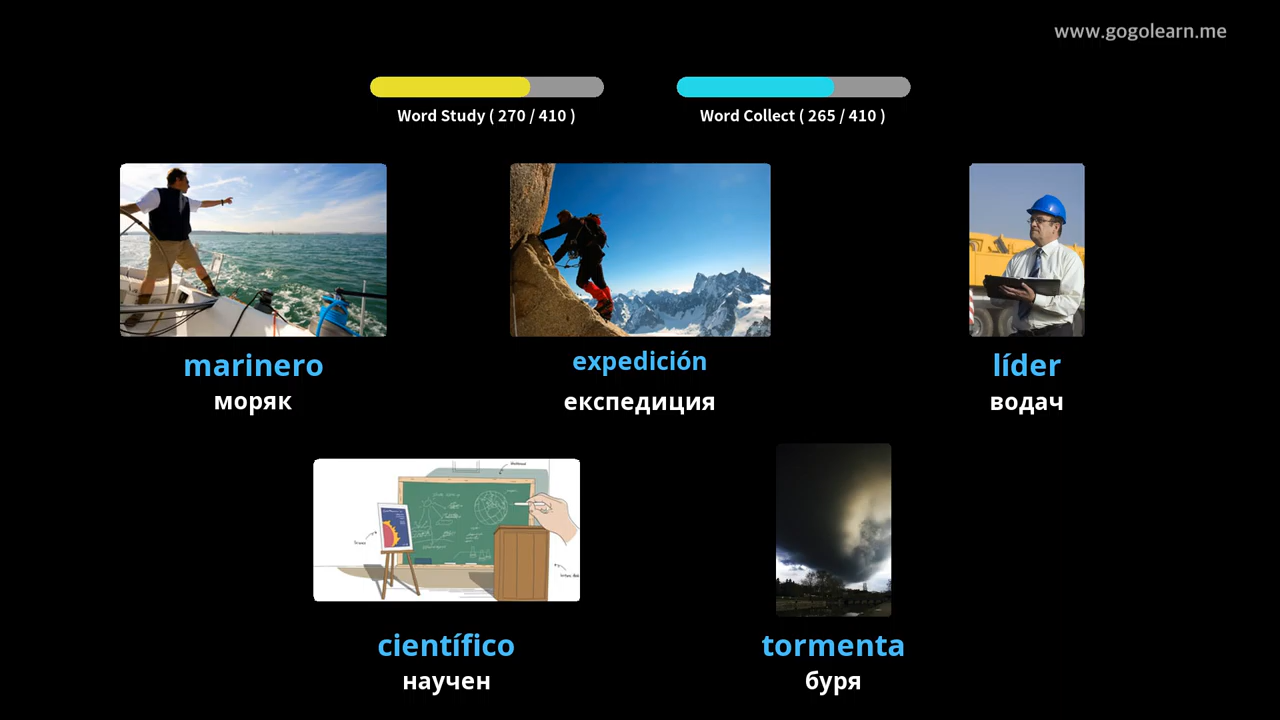 www.gogolearn.me
Word Study ( 270 / 410 )
Word Collect ( 265 / 410 )
marinero
моряк
expedición
експедиция
líder
водач
científico
научен
tormenta
буря